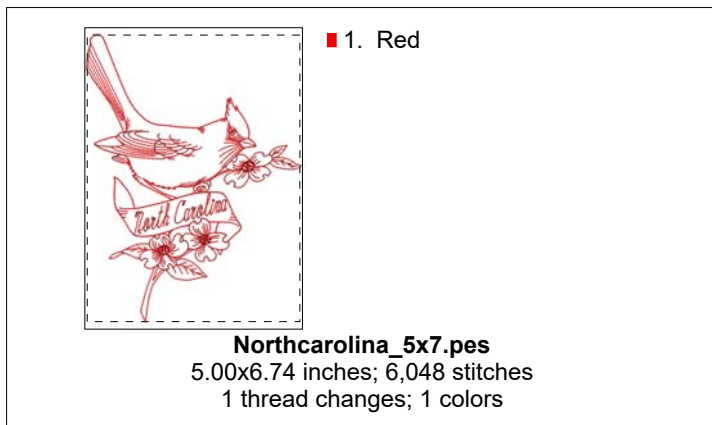 1. Red
North Carolina
Northcarolina_5x7.pes
5.00x6.74 inches; 6,048 stitches
1 thread changes; 1 colors